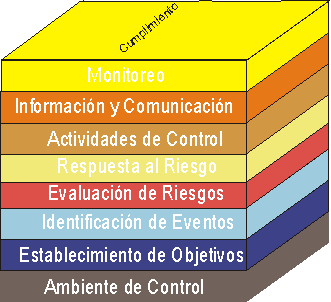 Cumplimiento
Monitoreo
Información y Comunicación
Actividades de Control
Respuesta al Riesgo
Evaluación de Riesgos
Identificación de Eventos
Establecimiento de Objetivos
Ambiente de Control